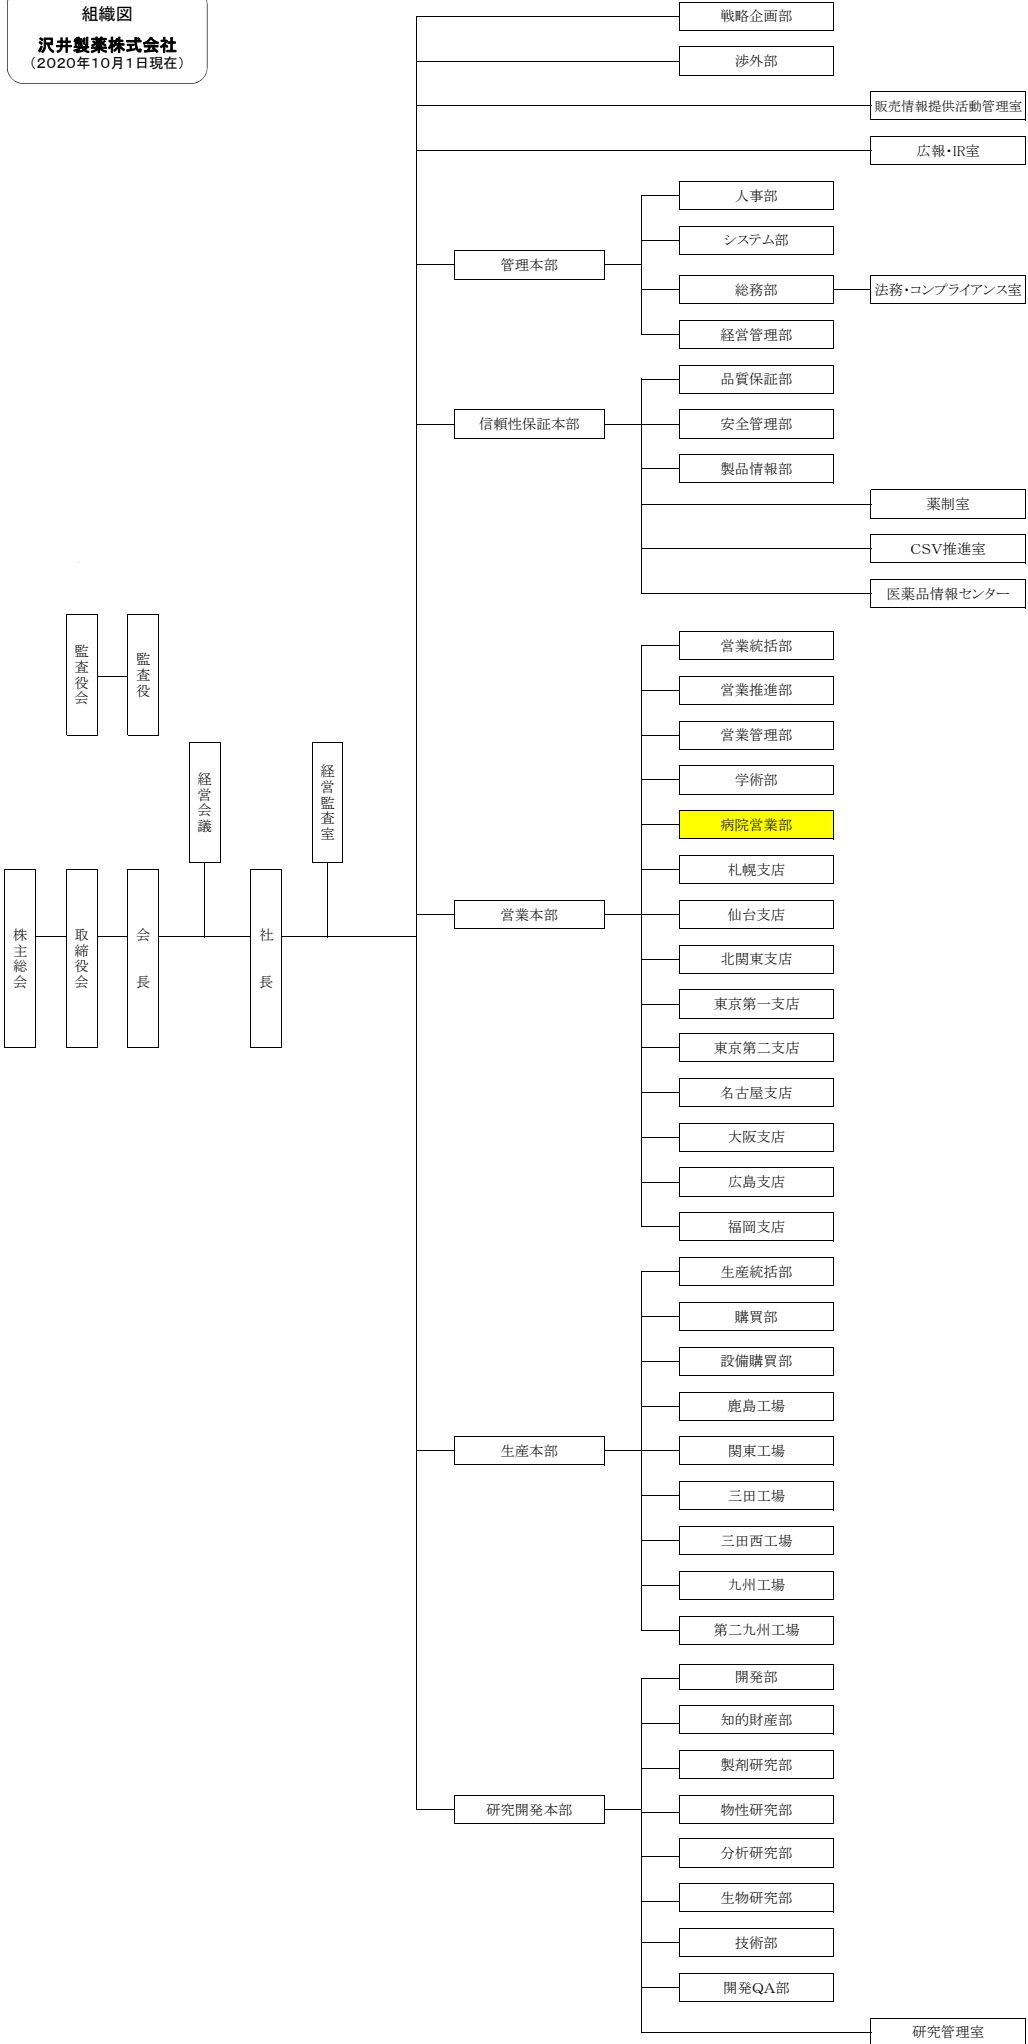 組織図
沢井製薬株式会社
（2020年10月1日現在）
戦略企画部
渉外部
販売情報提供活動管理室
広報・IR室
人事部
システム部
管理本部
総務部
法務・コンプライアンス室
経営管理部
品質保証部
信頼性保証本部
安全管理部
製品情報部
薬制室
CSV推進室
医薬品情報センター
監査役会
監査役
経営会議
経営監査室
株主総会
取締役会
会長
社長
営業統括部
営業推進部
営業管理部
学術部
病院営業部
札幌支店
営業本部
仙台支店
北関東支店
東京第一支店
東京第二支店
名古屋支店
大阪支店
広島支店
福岡支店
生産統括部
購買部
設備購買部
鹿島工場
生産本部
関東工場
三田工場
三田西工場
九州工場
第二九州工場
開発部
知的財産部
製剤研究部
研究開発本部
物性研究部
分析研究部
生物研究部
技術部
開発QA部
研究管理室